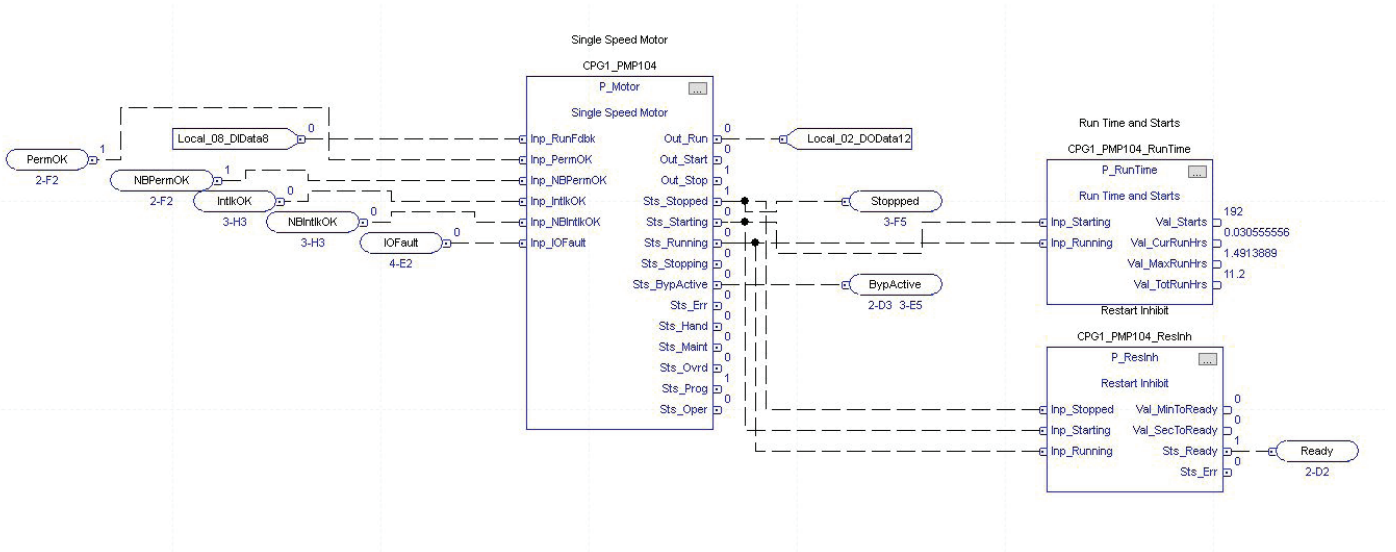 Single Speed Motor
CPG1_PMP104
P_Motor
...
Single Speed Motor
Local_08_DIData8
0
Inp_RunFdbk
Out_Run
0
Local_02_DOData12
PermOK
1
2-F2
Inp_PermOK
Out_Start
0
NBPermOK
1
2-F2
Inp_NBPermOK
Out_Stop
1
IntlkOK
0
3-H3
Inp_IntlkOK
Sts_Stopped
1
Stoppped
3-F5
NBIntlkOK
0
3-H3
Inp_NBIntlkOK
Sts_Starting
0
IOFault
0
4-E2
Inp_IOFault
Sts_Running
0
Sts_Stopping
0
Sts_BypActive
0
BypActive
2-D3 3-E5
Sts_Err
0
Sts_Hand
0
Sts_Maint
0
Sts_Ovrd
0
Sts_Prog
1
Sts_Oper
0
Run Time and Starts
CPG1_PMP104_RunTime
P_RunTime
...
Run Time and Starts
Inp_Starting
Val_Starts
192
Inp_Running
Val_CurRunHrs
0.030555556
Val_MaxRunHrs
1.4913889
Val_TotRunHrs
11.2
Restart Inhibit
CPG1_PMP104_ResInh
P_ResInh
...
Restart Inhibit
Inp_Stopped
Val_MinToReady
0
Inp_Starting
Val_SecToReady
0
Inp_Running
Sts_Ready
1
Ready
2-D2
Sts_Err
0